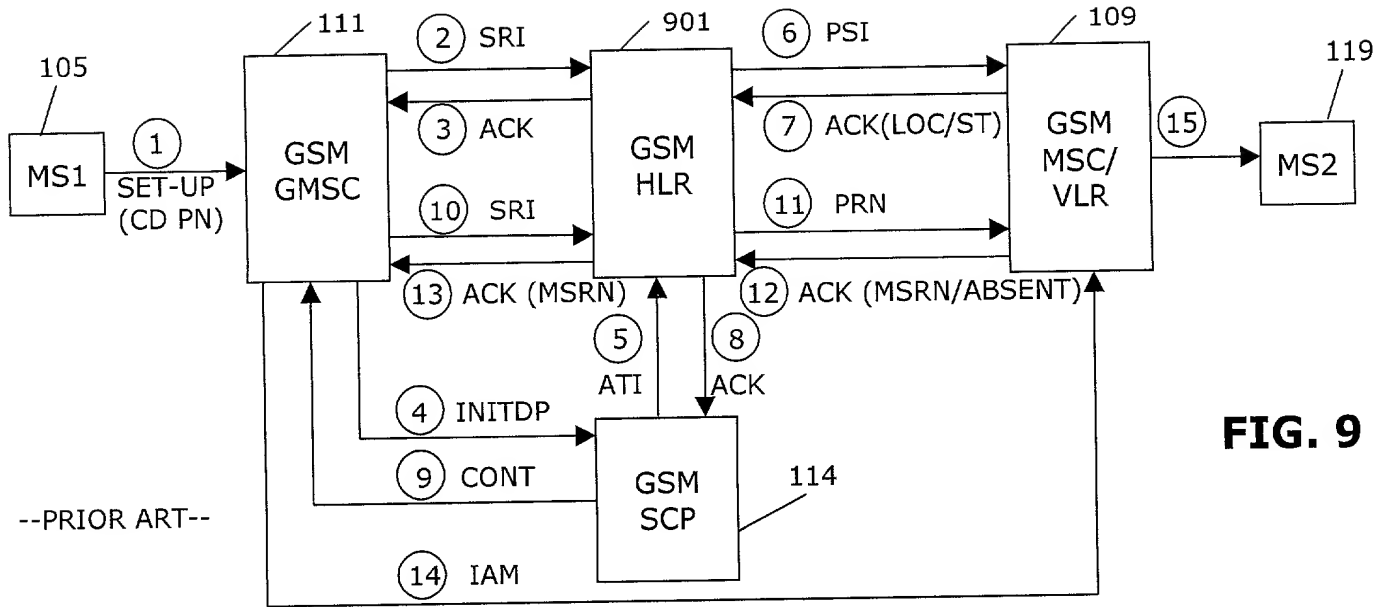 111
901
109
119
105
2 SRI
6 PSI
3 ACK
7 ACK(LOC/ST)
15
1
MS1
SET-UP
(CD PN)
GSM
GMSC
GSM
HLR
GSM
MSC/
VLR
MS2
10 SRI
11 PRN
13 ACK (MSRN)
12 ACK (MSRN/ABSENT)
5
ATI
8
ACK
4 INITDP
9 CONT
GSM
SCP
114
FIG. 9
--PRIOR ART--
14 IAM